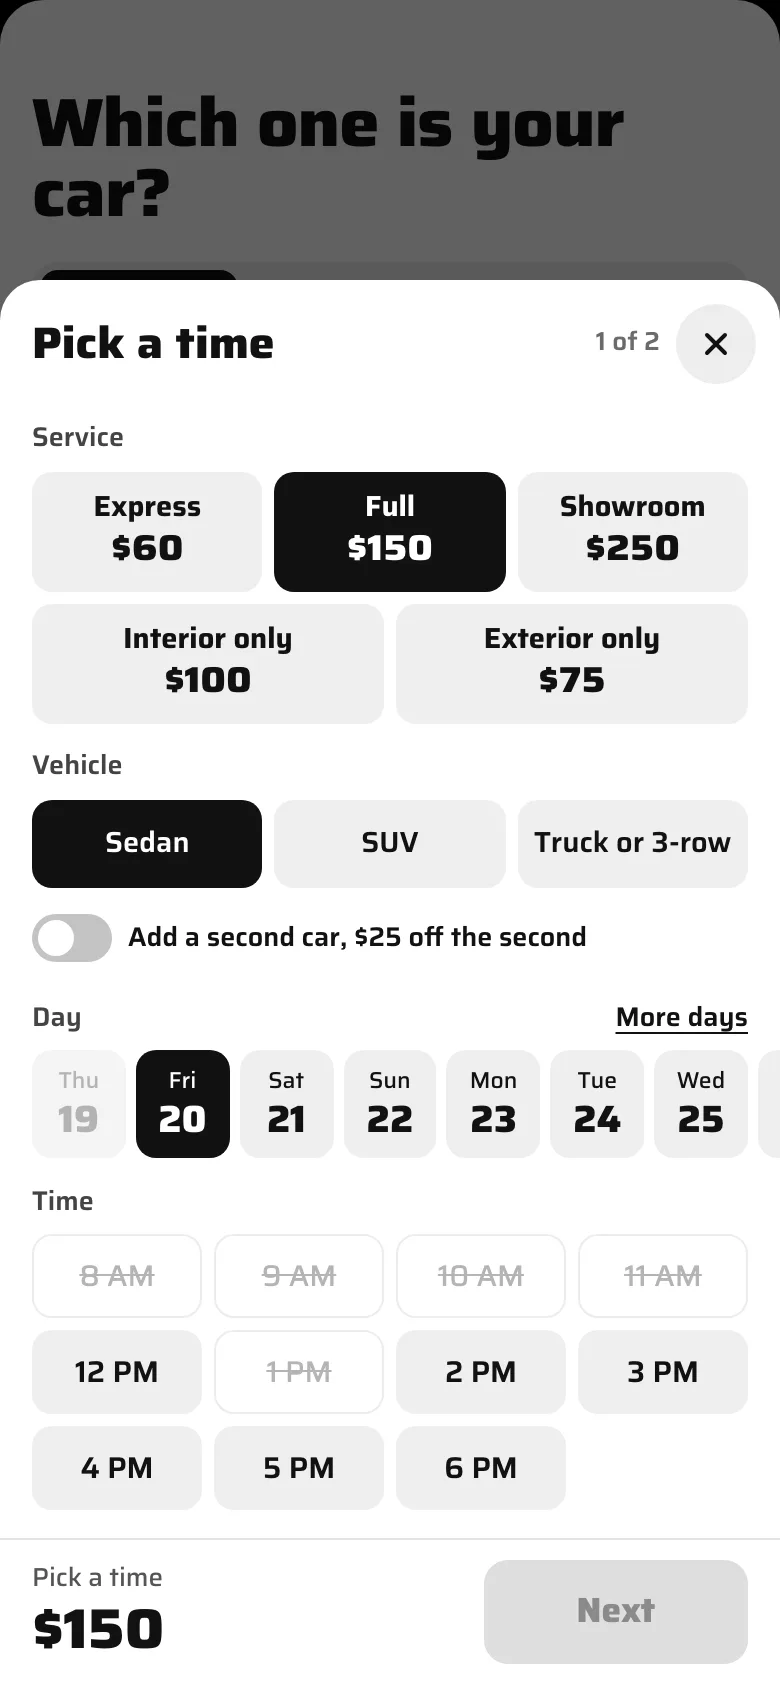 Which one is your
car?
Pick a time
1 of 2
Service
Express
$60
Full
$150
Showroom
$250
Interior only
$100
Exterior only
$75
Vehicle
Sedan
SUV
Truck or 3-row
Add a second car, $25 off the second
Day
More days
Thu
19
Fri
20
Sat
21
Sun
22
Mon
23
Tue
24
Wed
25
Time
8 AM
9 AM
10 AM
11 AM
12 PM
1 PM
2 PM
3 PM
4 PM
5 PM
6 PM
Pick a time
$150
Next